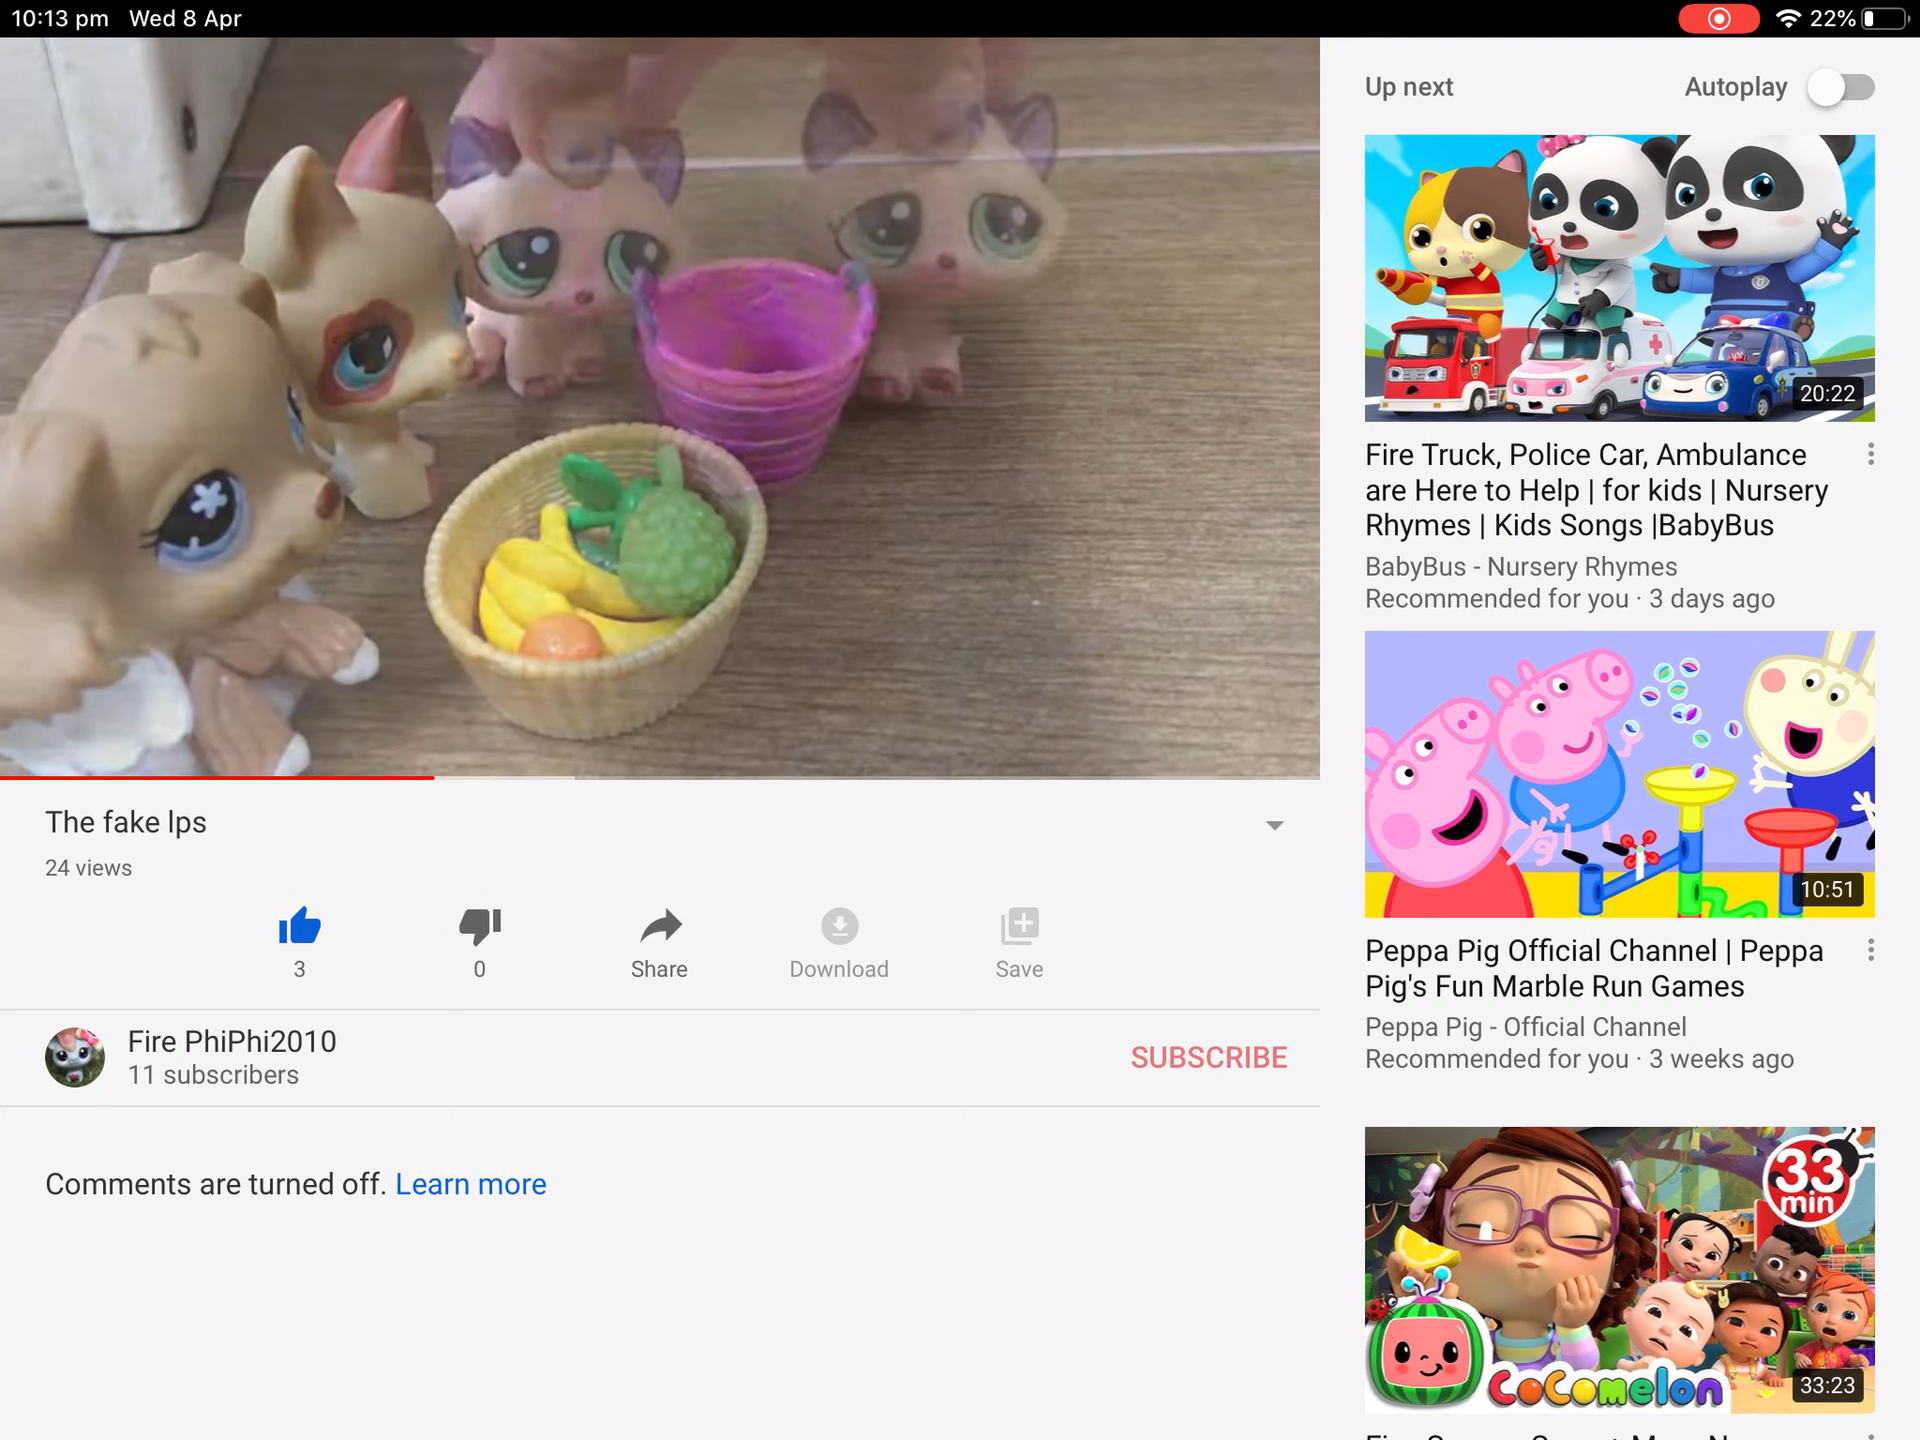 10:13 pm Wed 8 Apr
22%
The fake lps
24 views
3
0
Share
Download
Save
Fire PhiPhi2010
11 subscribers
SUBSCRIBE
Comments are turned off. Learn more
Up next
Autoplay
20:22
Fire Truck, Police Car, Ambulance
are Here to Help | for kids | Nursery
Rhymes | Kids Songs |BabyBus
BabyBus - Nursery Rhymes
Recommended for you · 3 days ago
10:51
Peppa Pig Official Channel | Peppa
Pig's Fun Marble Run Games
Peppa Pig - Official Channel
Recommended for you · 3 weeks ago
33
min
CoComelon
33:23